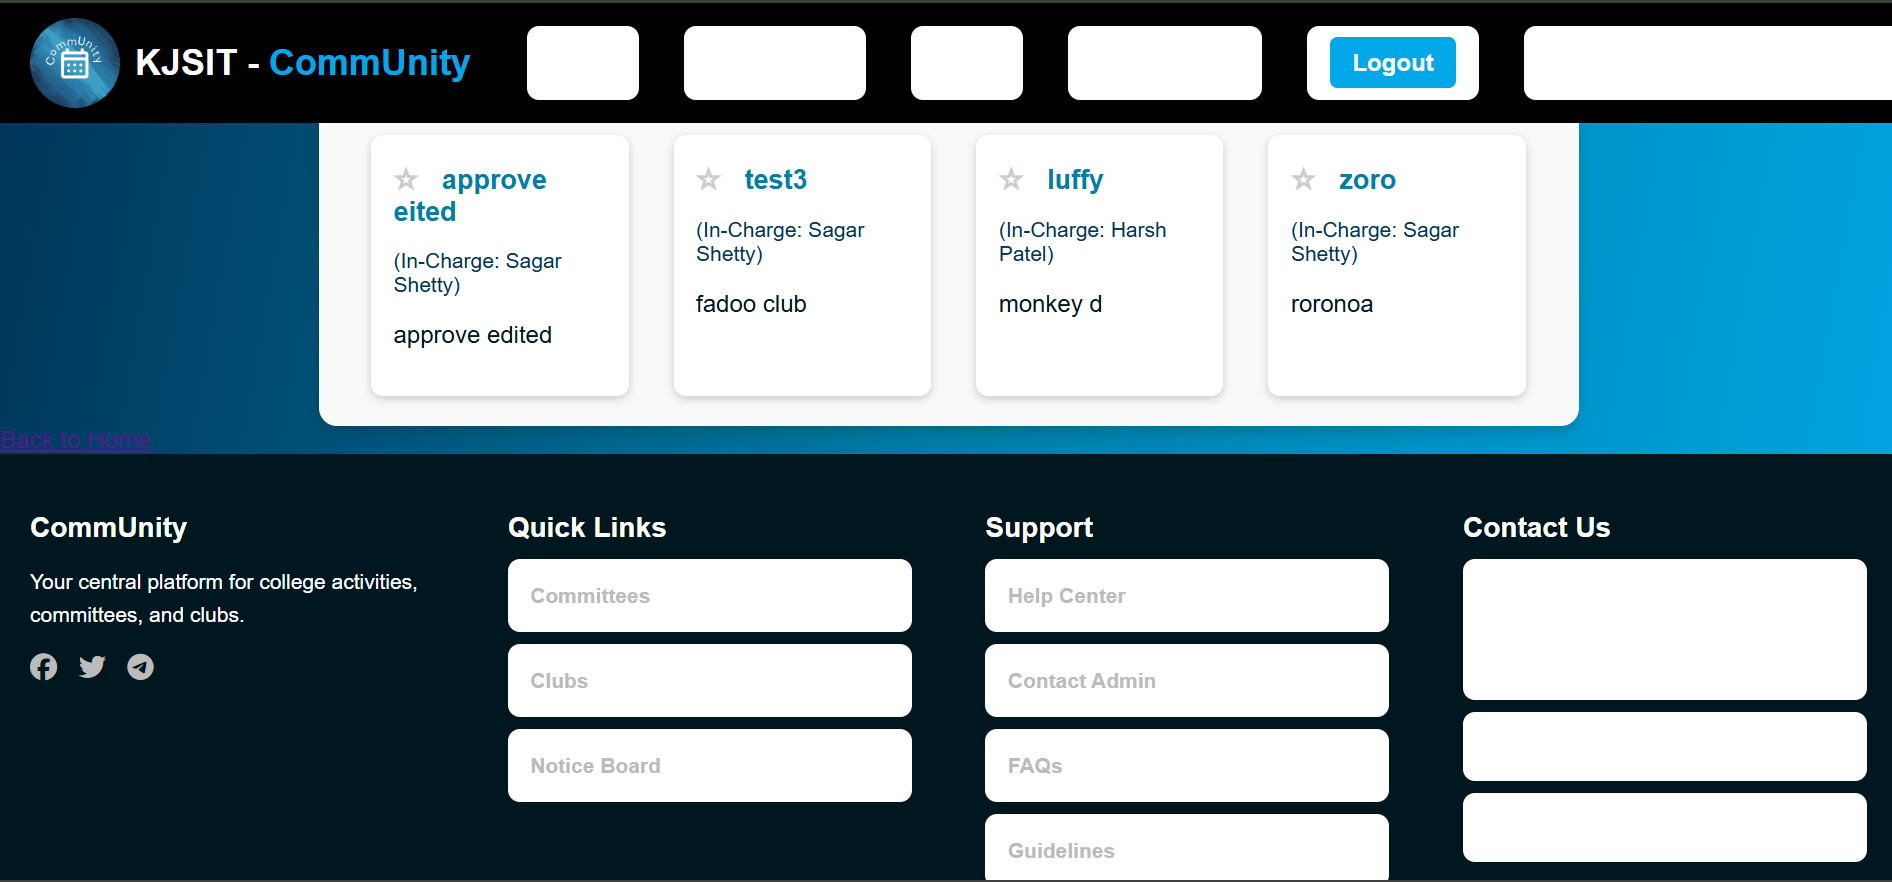 CommUnity
KJSIT - CommUnity
Logout
☆ approve
eited
(In-Charge: Sagar
Shetty)
approve edited
☆ test3
(In-Charge: Sagar
Shetty)
fadoo club
☆ luffy
(In-Charge: Harsh
Patel)
monkey d
☆ zoro
(In-Charge: Sagar
Shetty)
roronoa
Back to Home
CommUnity
Your central platform for college activities,
committees, and clubs.
Quick Links
Committees
Clubs
Notice Board
Support
Help Center
Contact Admin
FAQs
Guidelines
Contact Us